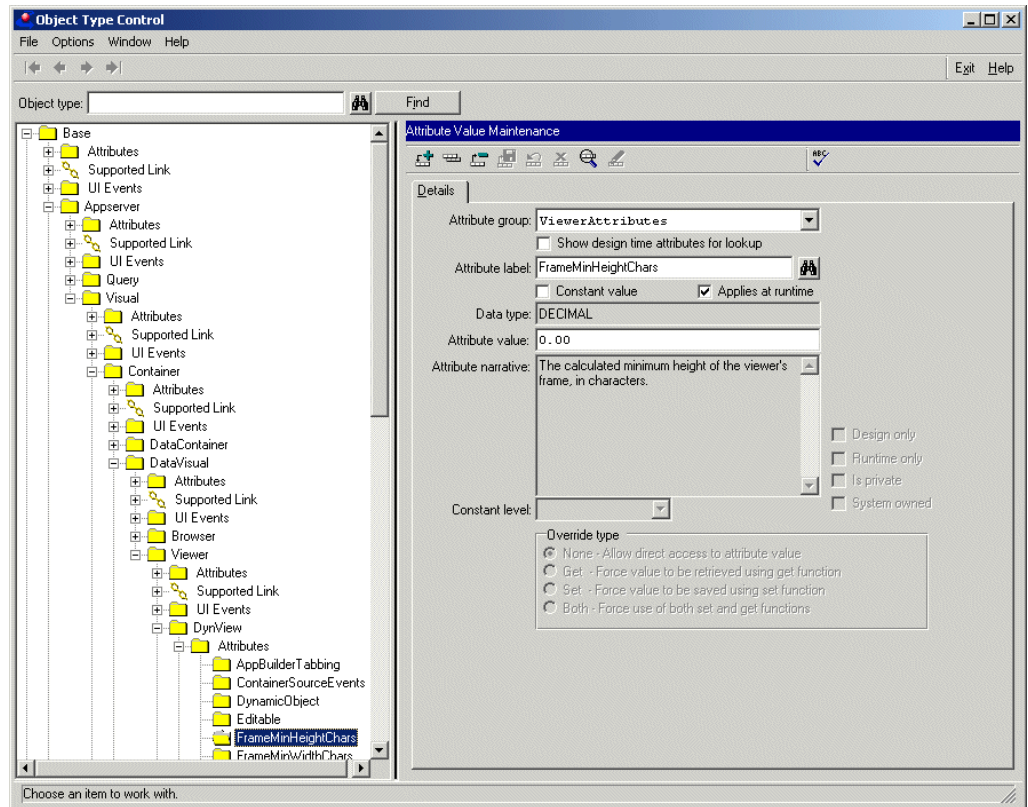 Object Type Control
File Options Window Help
Exit Help
Object type: Find
Base
Attributes
Supported Link
UI Events
Appserver
Attributes
Supported Link
UI Events
Query
Visual
Attributes
Supported Link
UI Events
Container
Attributes
Supported Link
UI Events
DataContainer
DataVisual
Attributes
Supported Link
UI Events
Browser
Viewer
Attributes
Supported Link
UI Events
DynView
Attributes
AppBuilderTabbing
ContainerSourceEvents
DynamicObject
Editable
FrameMinHeightChars
FrameMinWidthChars
Attribute Value Maintenance
ABC
Details
Attribute group: ViewerAttributes
Show design time attributes for lookup
Attribute label: FrameMinHeightChars
Constant value Applies at runtime
Data type: DECIMAL
Attribute value: 0.00
Attribute narrative: The calculated minimum height of the viewer's
frame, in characters.
Design only
Runtime only
Is private
System owned
Constant level:
Override type
None - Allow direct access to attribute value
Get - Force value to be retrieved using get function
Set - Force value to be saved using set function
Both - Force use of both set and get functions
Choose an item to work with.